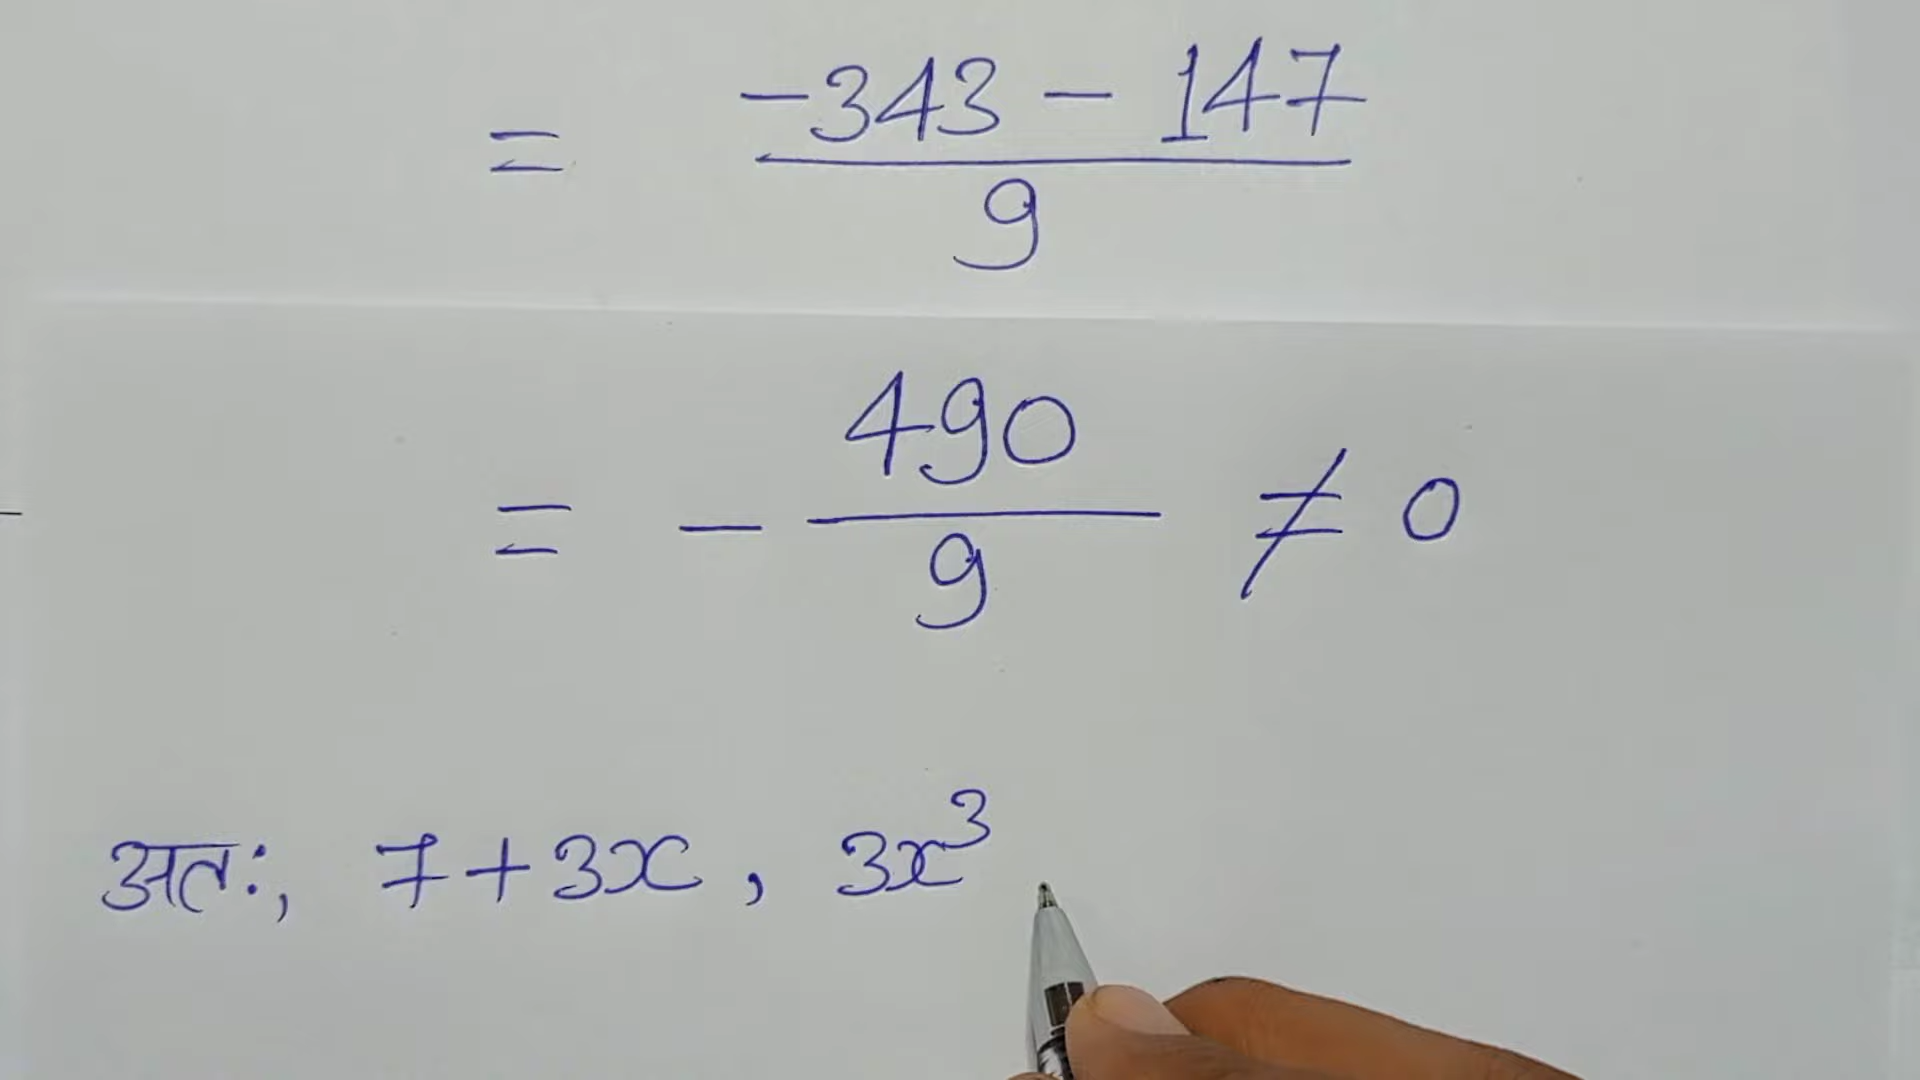 = -343 - 147 / 9
= - 490 / 9 ≠ 0
अतः, 7 + 3x, 3x³